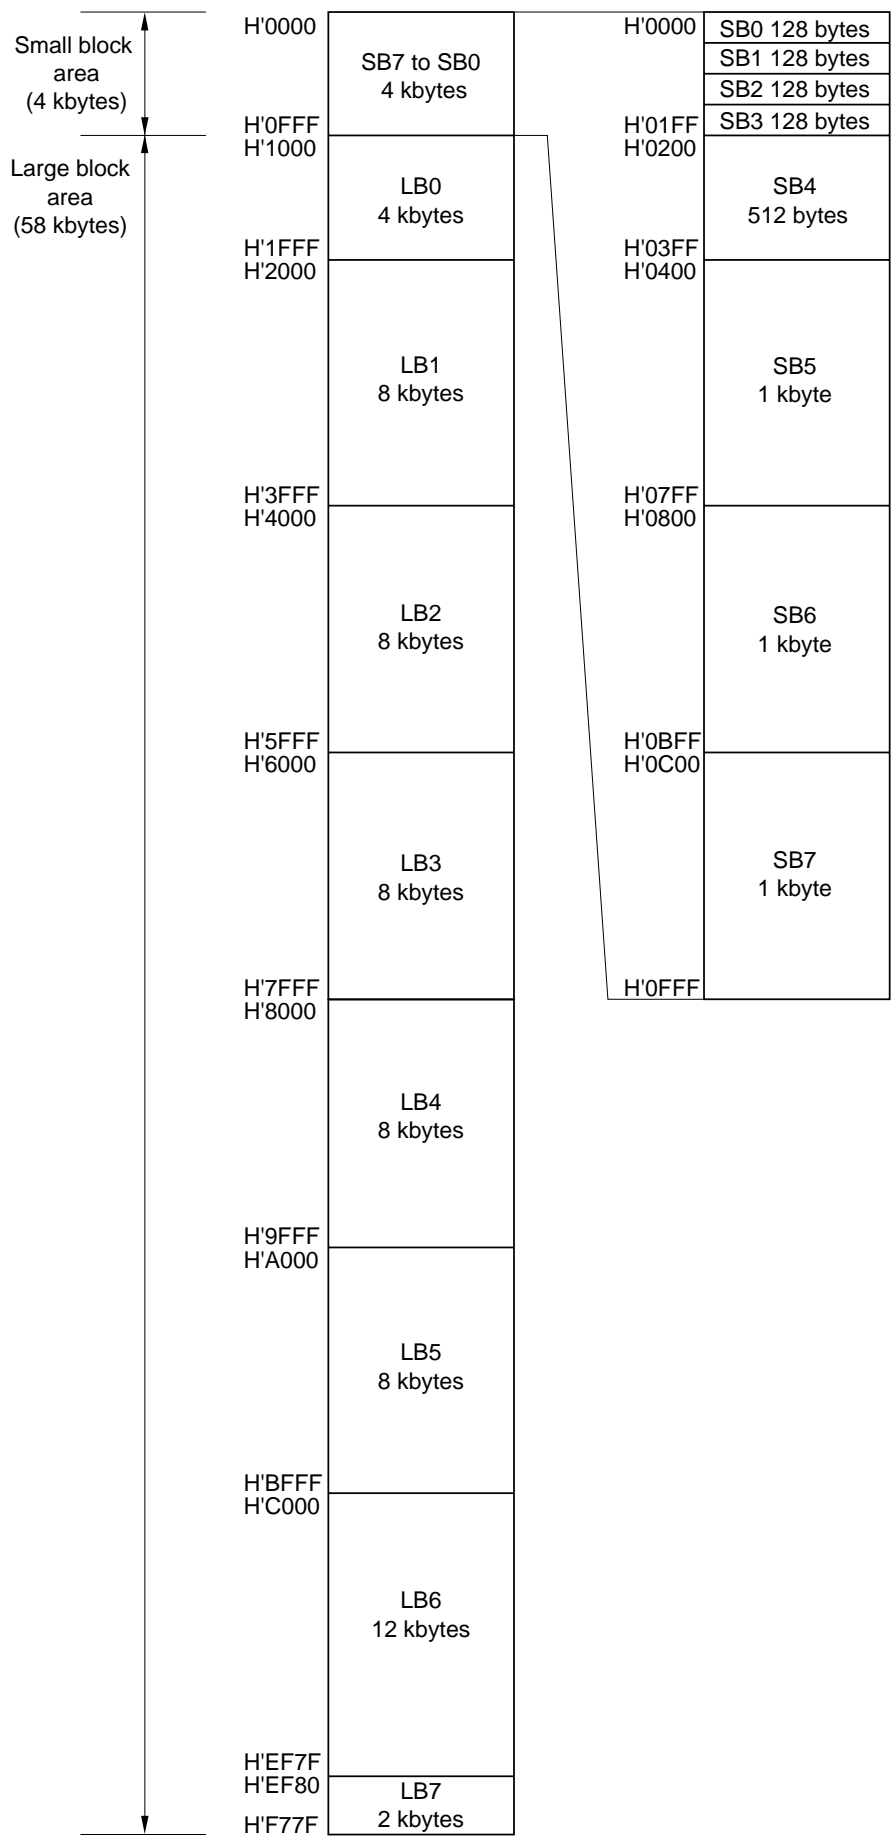 Small block
area
(4 kbytes)
Large block
area
(58 kbytes)
H'0000
SB7 to SB0
4 kbytes
H'0FFF
H'1000
LB0
4 kbytes
H'1FFF
H'2000
LB1
8 kbytes
H'3FFF
H'4000
LB2
8 kbytes
H'5FFF
H'6000
LB3
8 kbytes
H'7FFF
H'8000
LB4
8 kbytes
H'9FFF
H'A000
LB5
8 kbytes
H'BFFF
H'C000
LB6
12 kbytes
H'EF7F
H'EF80
LB7
2 kbytes
H'F77F
H'0000
SB0 128 bytes
SB1 128 bytes
SB2 128 bytes
SB3 128 bytes
H'01FF
H'0200
SB4
512 bytes
H'03FF
H'0400
SB5
1 kbyte
H'07FF
H'0800
SB6
1 kbyte
H'0BFF
H'0C00
SB7
1 kbyte
H'0FFF